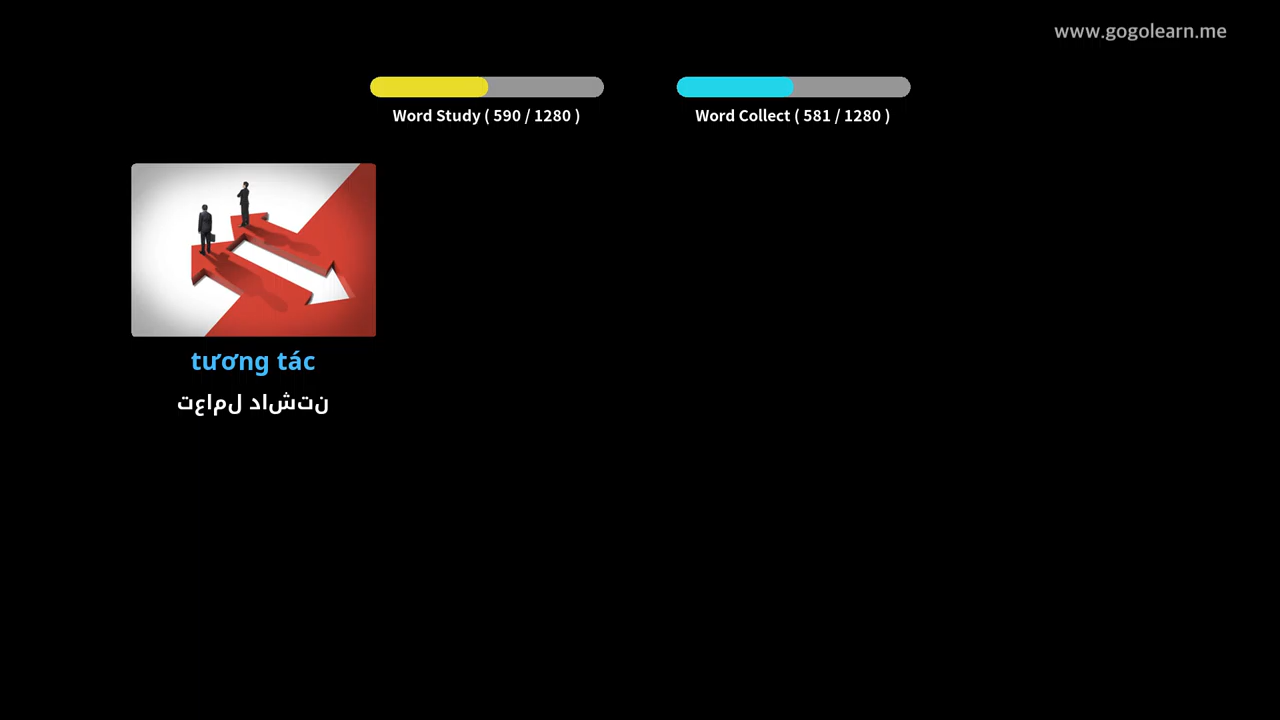 www.gogolearn.me
Word Study ( 590 / 1280 )
Word Collect ( 581 / 1280 )
tương tác
تعامل داشتن